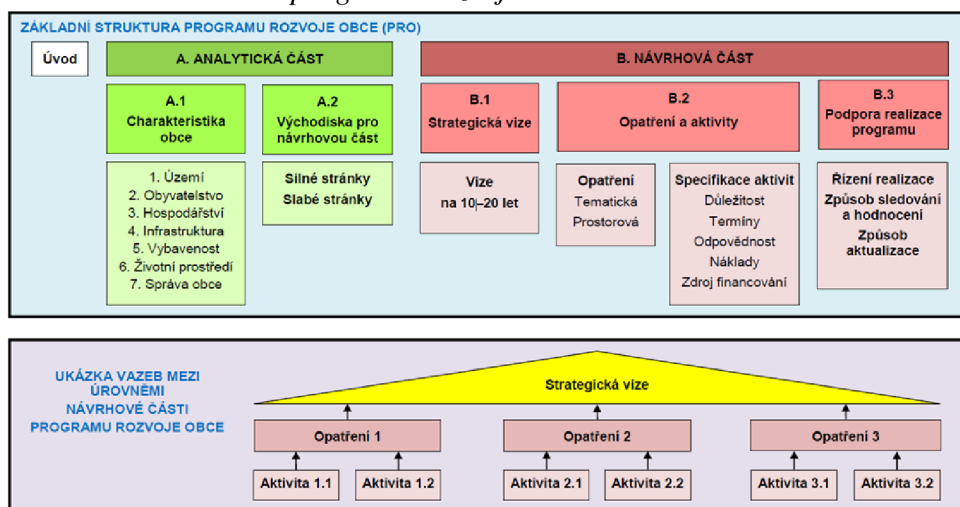 ZÁKLADNÍ STRUKTURA PROGRAMU ROZVOJE OBCE (PRO)
Úvod
A. ANALYTICKÁ ČÁST
B. NÁVRHOVÁ ČÁST
A.1
Charakteristika
obce
A.2
Východiska pro
návrhovou část
B.1
Strategická vize
B.2
Opatření a aktivity
B.3
Podpora realizace
programu
1. Území
2. Obyvatelstvo
3. Hospodářství
4. Infrastruktura
5. Vybavenost
6. Životní prostředí
7. Správa obce
Silné stránky
Slabé stránky
Vize
na 10–20 let
Opatření
Tematická
Prostorová
Specifikace aktivit
Důležitost
Termíny
Odpovědnost
Náklady
Zdroj financování
Řízení realizace
Způsob sledování
a hodnocení
Způsob
aktualizace
UKÁZKA VAZEB MEZI
ÚROVNĚMI
NÁVRHOVÉ ČÁSTI
PROGRAMU ROZVOJE OBCE
Strategická vize
Opatření 1
Opatření 2
Opatření 3
Aktivita 1.1
Aktivita 1.2
Aktivita 2.1
Aktivita 2.2
Aktivita 3.1
Aktivita 3.2